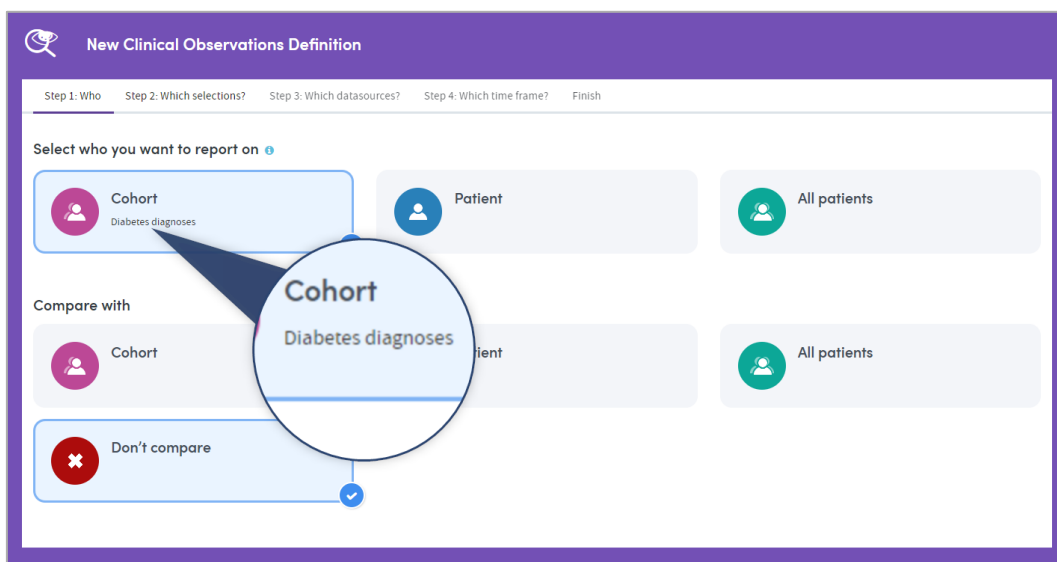 New Clinical Observations Definition
Step 1: Who Step 2: Which selections? Step 3: Which datasources? Step 4: Which time frame? Finish
Select who you want to report on
Cohort Patient All patients
Diabetes diagnoses
Cohort
Diabetes diagnoses
Compare with
Cohort tient All patients
Don't compare